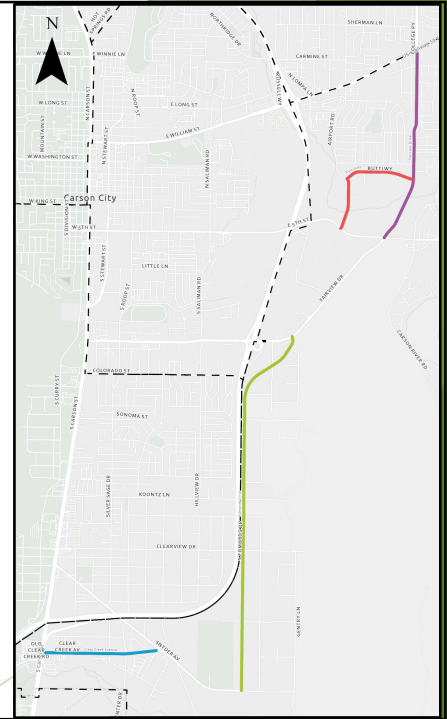 N
HOT
SPRINGS RD
NORTHRIDGE DR
SHERMAN LN
COLLEGE PY
WINNIE LN
CARMINE ST
N LOMPA LN
W LONG ST
N CARSON ST
N ROOP ST
E LONG ST
MOUNTAIN ST
E WILLIAM ST
AIRPORT RD
N STEWART ST
N SALIMAN RD
W WASHINGTON ST
BUTTI WY
W KING ST
Carson City
S DIVISION ST
W 5TH ST
E 5TH ST
S STEWART ST
LITTLE LN
FAIRVIEW DR
S ROOP ST
S SALIMAN RD
CARSON RIVER RD
COLORADO ST
S CURRY ST
S CARSON ST
SONOMA ST
SILVER SAGE DR
KOONTZ LN
HILLVIEW DR
CLEARVIEW DR
GENTRY LN
OLD
CLEAR
CREEK RD
CLEAR
CREEK AV
SNYDER AV